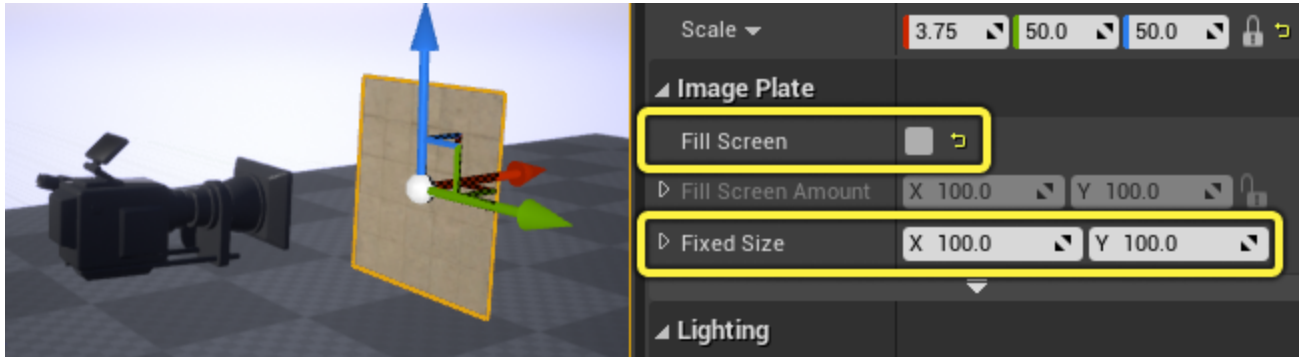 Scale 3.75 50.0 50.0
Image Plate
Fill Screen
Fill Screen Amount X 100.0 Y 100.0
Fixed Size X 100.0 Y 100.0
Lighting